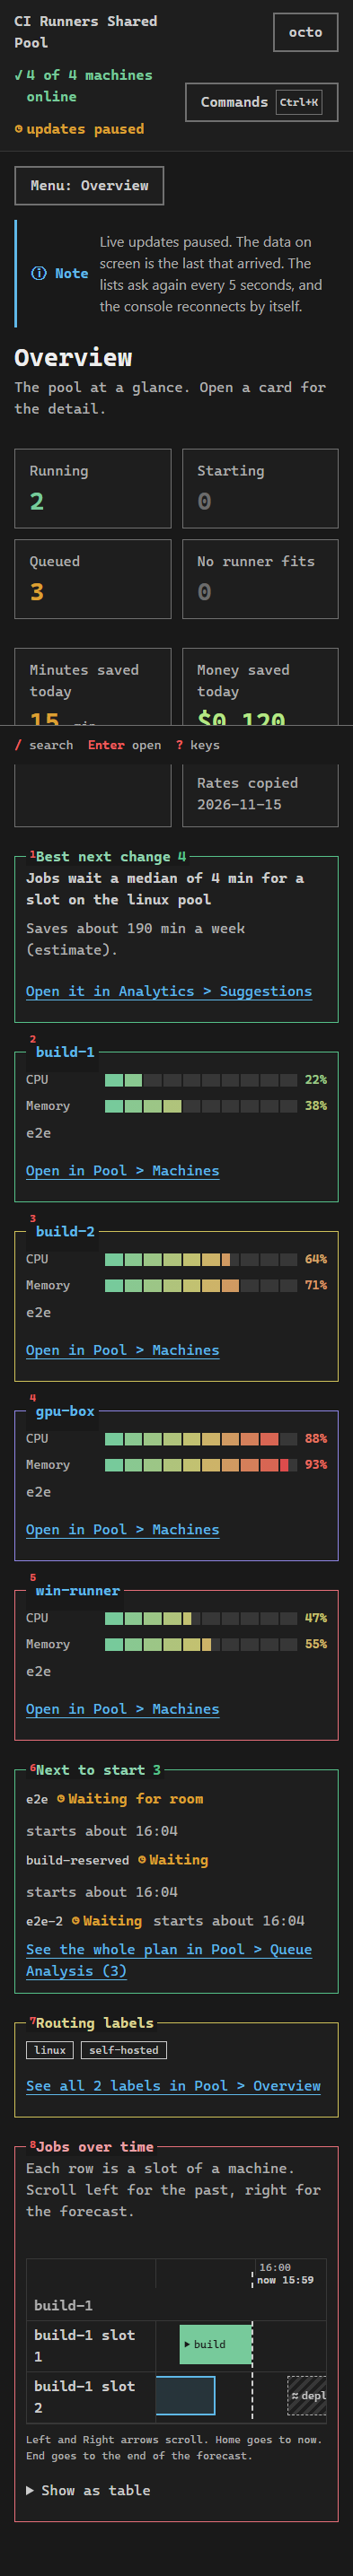 CI Runners Shared
Pool
octo
✓4 of 4 machines
online
Commands Ctrl+K
updates paused
Menu: Overview
Note
Live updates paused. The data on
screen is the last that arrived. The
lists ask again every 5 seconds, and
the console reconnects by itself.
Overview
The pool at a glance. Open a card for
the detail.
Running
2
Starting
0
Queued
3
No runner fits
0
Minutes saved
today
15
Money saved
today
$0.120
/ search Enter open ? keys
Rates copied
2026-11-15
1 Best next change 4
Jobs wait a median of 4 min for a
slot on the linux pool
Saves about 190 min a week
(estimate).
Open it in Analytics > Suggestions
2
build-1
CPU 22%
Memory 38%
e2e
Open in Pool > Machines
3
build-2
CPU 64%
Memory 71%
e2e
Open in Pool > Machines
4
gpu-box
CPU 88%
Memory 93%
e2e
Open in Pool > Machines
5
win-runner
CPU 47%
Memory 55%
e2e
Open in Pool > Machines
6 Next to start 3
e2e Waiting for room
starts about 16:04
build-reserved Waiting
starts about 16:04
e2e-2 Waiting starts about 16:04
See the whole plan in Pool > Queue
Analysis (3)
7 Routing labels
linux self-hosted
See all 2 labels in Pool > Overview
8 Jobs over time
Each row is a slot of a machine.
Scroll left for the past, right for
the forecast.
16:00
now 15:59
build-1
build-1 slot
1
build
build-1 slot
2
depl
Left and Right arrows scroll. Home goes to now.
End goes to the end of the forecast.
Show as table